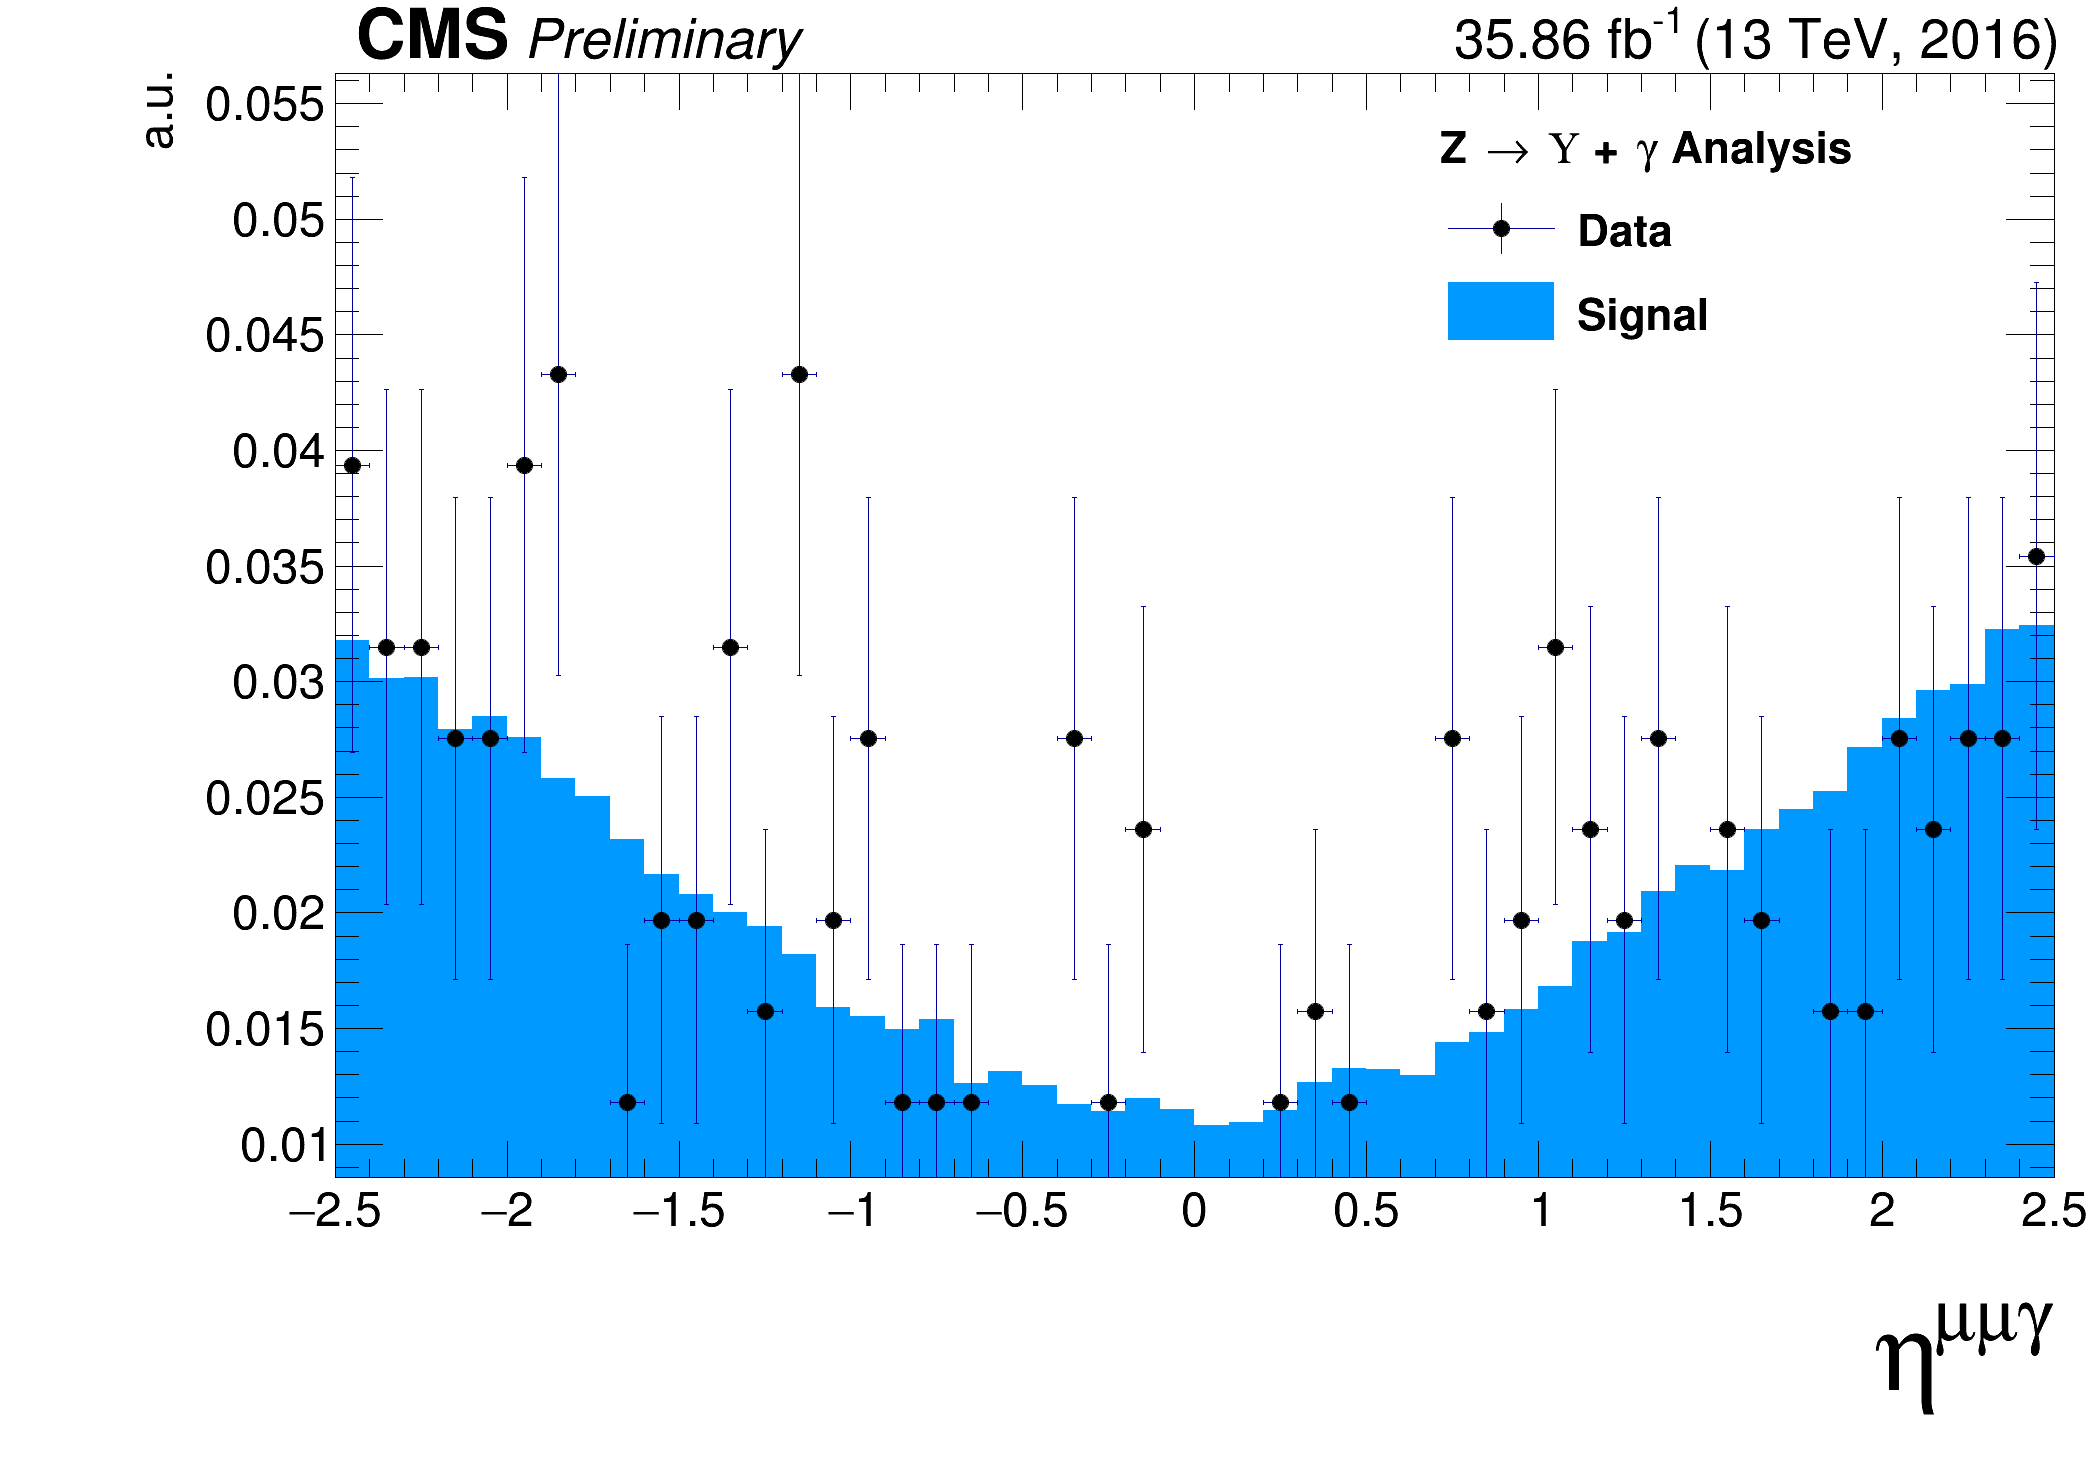 CMS Preliminary 35.86 fb⁻¹ (13 TeV, 2016)
a.u.
0.055
0.05
0.045
0.04
0.035
0.03
0.025
0.02
0.015
0.01
Z → Υ + γ Analysis
Data
Signal
−2.5 −2 −1.5 −1 −0.5 0 0.5 1 1.5 2 2.5
η^μμγ